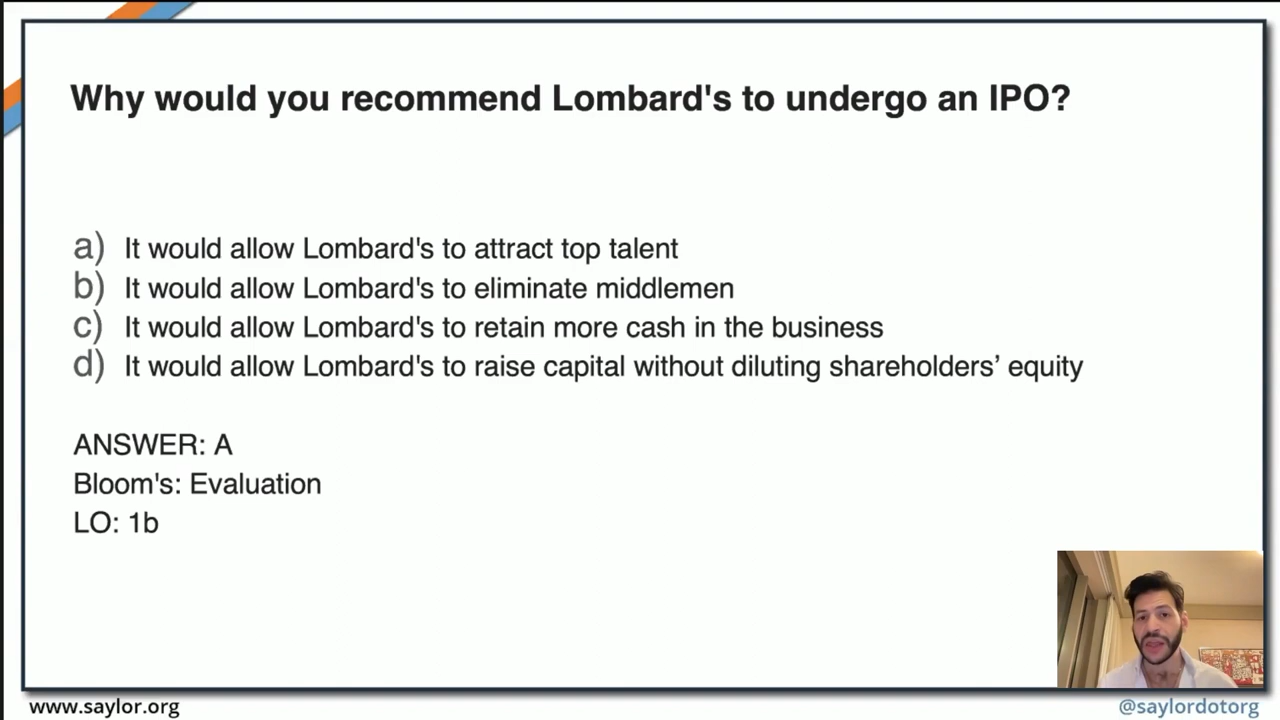 Why would you recommend Lombard's to undergo an IPO?
a) It would allow Lombard's to attract top talent
b) It would allow Lombard's to eliminate middlemen
c) It would allow Lombard's to retain more cash in the business
d) It would allow Lombard's to raise capital without diluting shareholders’ equity
ANSWER: A
Bloom's: Evaluation
LO: 1b
www.saylor.org
@saylordotorg